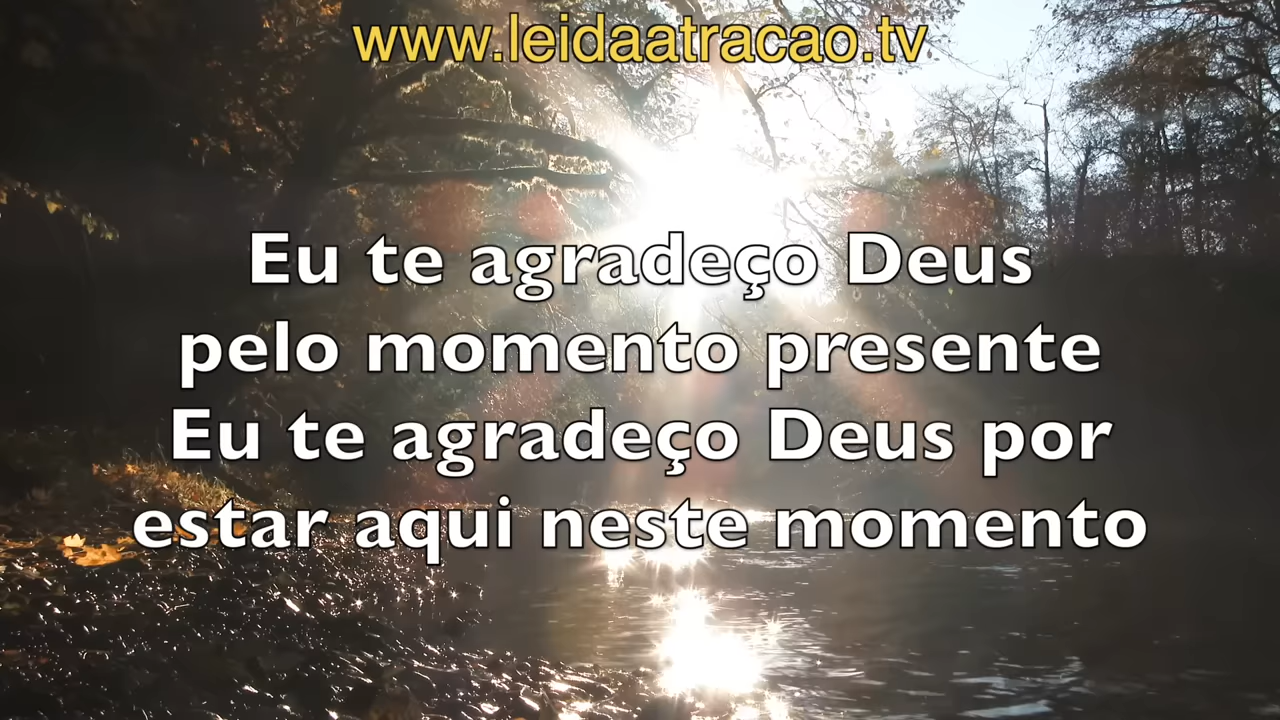 www.leidaatracao.tv
Eu te agradeço Deus
pelo momento presente
Eu te agradeço Deus por
estar aqui neste momento